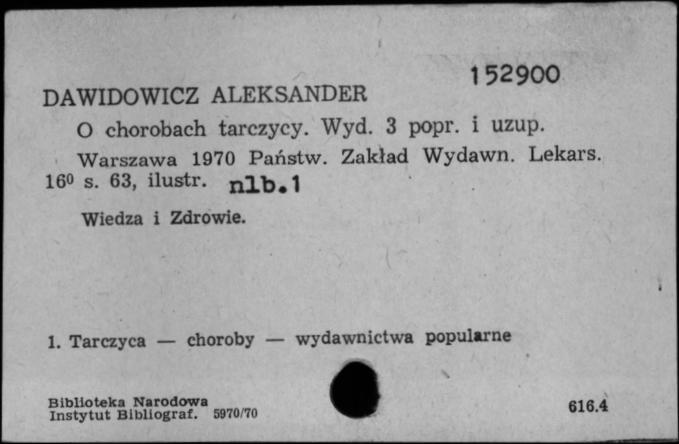 152900
DAWIDOWICZ ALEKSANDER
O chorobach tarczycy. Wyd. 3 popr. i uzup.
Warszawa 1970 Państw. Zakład Wydawn. Lekars.
16⁰ s. 63, ilustr. nlb.1
Wiedza i Zdrowie.
1. Tarczyca — choroby — wydawnictwa popularne
Biblioteka Narodowa
Instytut Bibliograf. 5970/70
616.4